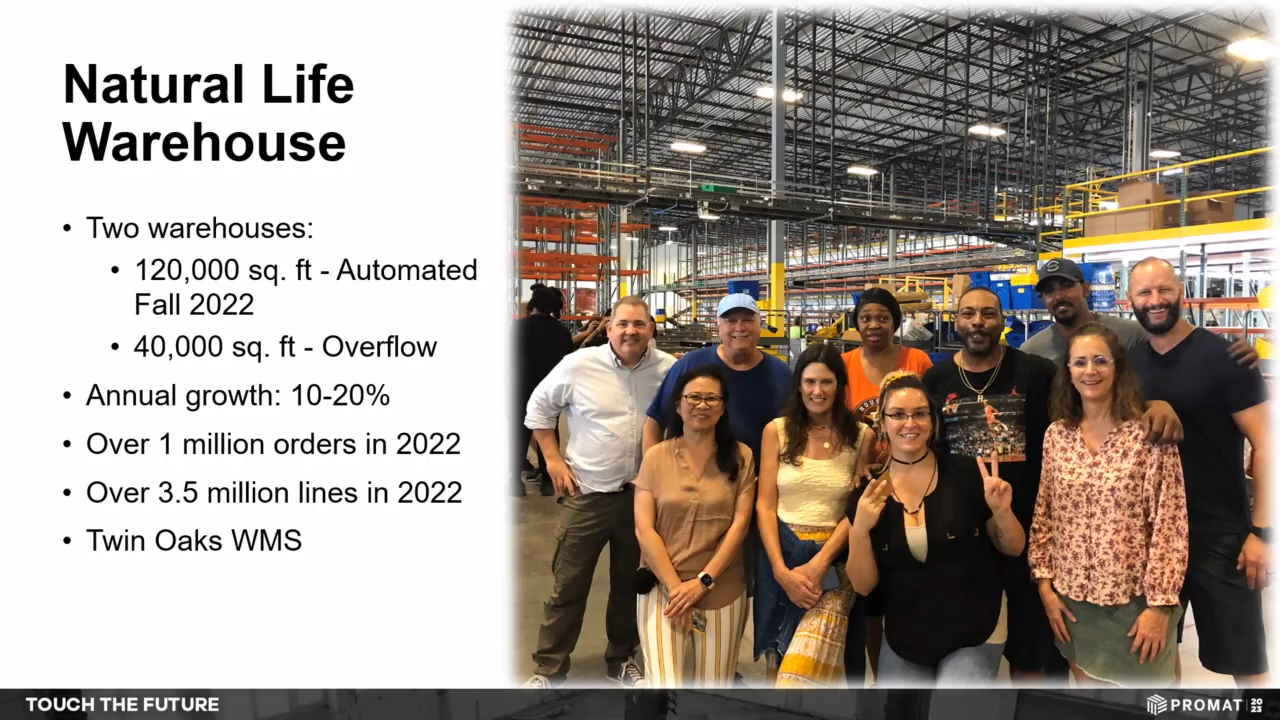 Natural Life
Warehouse
• Two warehouses:
• 120,000 sq. ft - Automated
Fall 2022
• 40,000 sq. ft - Overflow
• Annual growth: 10-20%
• Over 1 million orders in 2022
• Over 3.5 million lines in 2022
• Twin Oaks WMS
TOUCH THE FUTURE
PROMAT 2023